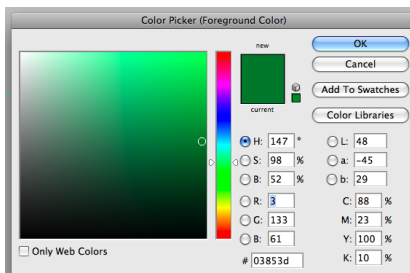 Color Picker (Foreground Color)
new
current
OK
Cancel
Add To Swatches
Color Libraries
H: 147 °
S: 98 %
B: 52 %
R: 3
G: 133
B: 61
# 03853d
L: 48
a: -45
b: 29
C: 88 %
M: 23 %
Y: 100 %
K: 10 %
Only Web Colors